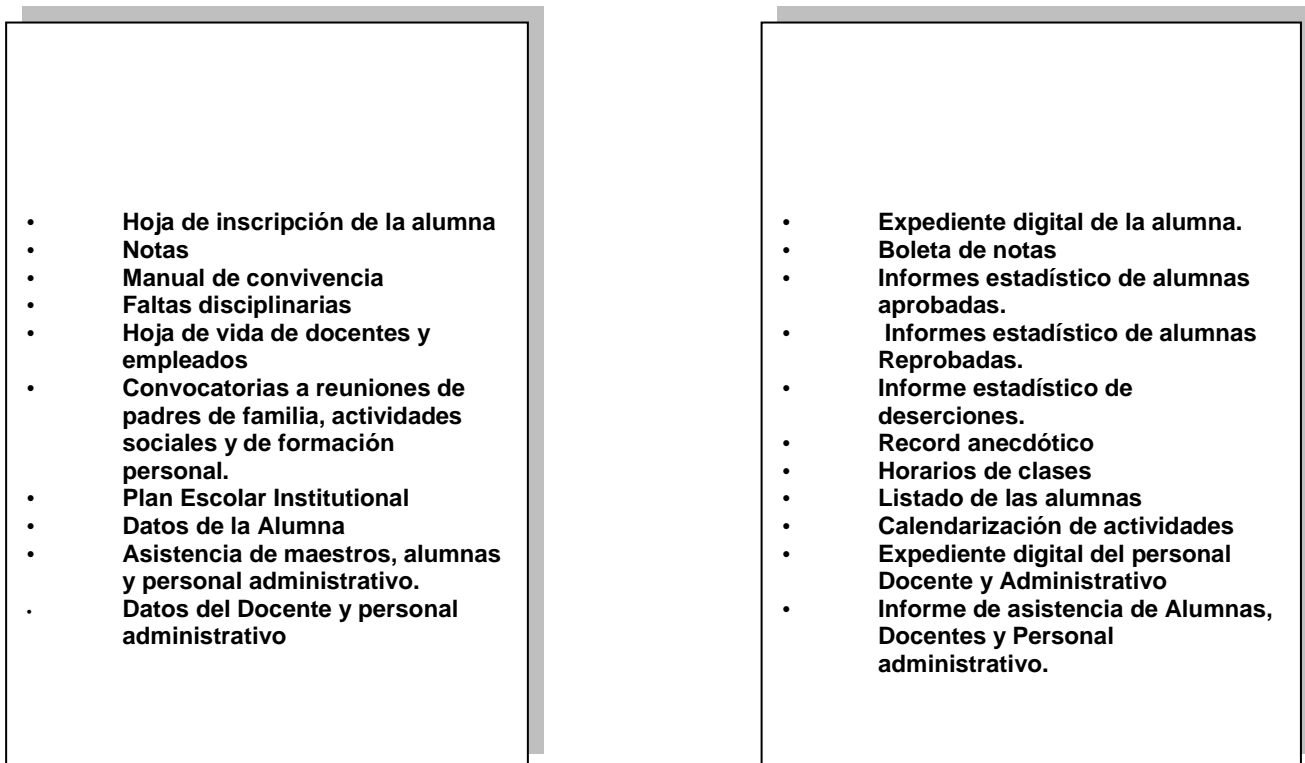 • Hoja de inscripción de la alumna
• Notas
• Manual de convivencia
• Faltas disciplinarias
• Hoja de vida de docentes y
empleados
• Convocatorias a reuniones de
padres de familia, actividades
sociales y de formación
personal.
• Plan Escolar Institutional
• Datos de la Alumna
• Asistencia de maestros, alumnas
y personal administrativo.
• Datos del Docente y personal
administrativo
• Expediente digital de la alumna.
• Boleta de notas
• Informes estadístico de alumnas
aprobadas.
• Informes estadístico de alumnas
Reprobadas.
• Informe estadístico de
deserciones.
• Record anecdótico
• Horarios de clases
• Listado de las alumnas
• Calendarización de actividades
• Expediente digital del personal
Docente y Administrativo
• Informe de asistencia de Alumnas,
Docentes y Personal
administrativo.